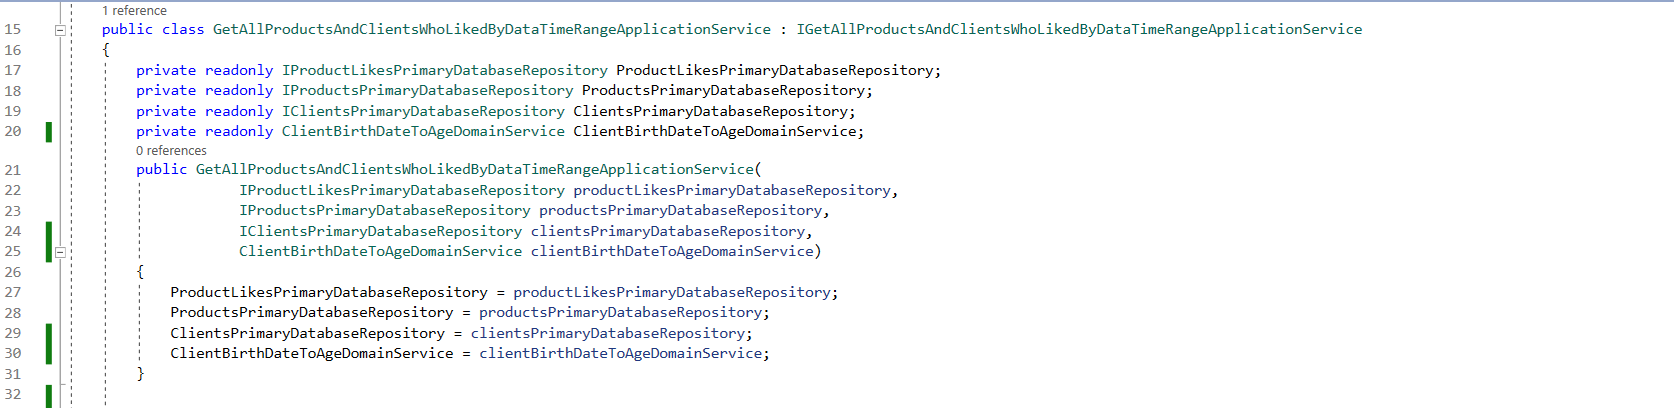 1 reference
15 public class GetAllProductsAndClientsWhoLikedByDataTimeRangeApplicationService : IGetAllProductsAndClientsWhoLikedByDataTimeRangeApplicationService
16 {
17 private readonly IProductLikesPrimaryDatabaseRepository ProductLikesPrimaryDatabaseRepository;
18 private readonly IProductsPrimaryDatabaseRepository ProductsPrimaryDatabaseRepository;
19 private readonly IClientsPrimaryDatabaseRepository ClientsPrimaryDatabaseRepository;
20 private readonly ClientBirthDateToAgeDomainService ClientBirthDateToAgeDomainService;
0 references
21 public GetAllProductsAndClientsWhoLikedByDataTimeRangeApplicationService(
22 IProductLikesPrimaryDatabaseRepository productLikesPrimaryDatabaseRepository,
23 IProductsPrimaryDatabaseRepository productsPrimaryDatabaseRepository,
24 IClientsPrimaryDatabaseRepository clientsPrimaryDatabaseRepository,
25 ClientBirthDateToAgeDomainService clientBirthDateToAgeDomainService)
26 {
27 ProductLikesPrimaryDatabaseRepository = productLikesPrimaryDatabaseRepository;
28 ProductsPrimaryDatabaseRepository = productsPrimaryDatabaseRepository;
29 ClientsPrimaryDatabaseRepository = clientsPrimaryDatabaseRepository;
30 ClientBirthDateToAgeDomainService = clientBirthDateToAgeDomainService;
31 }
32